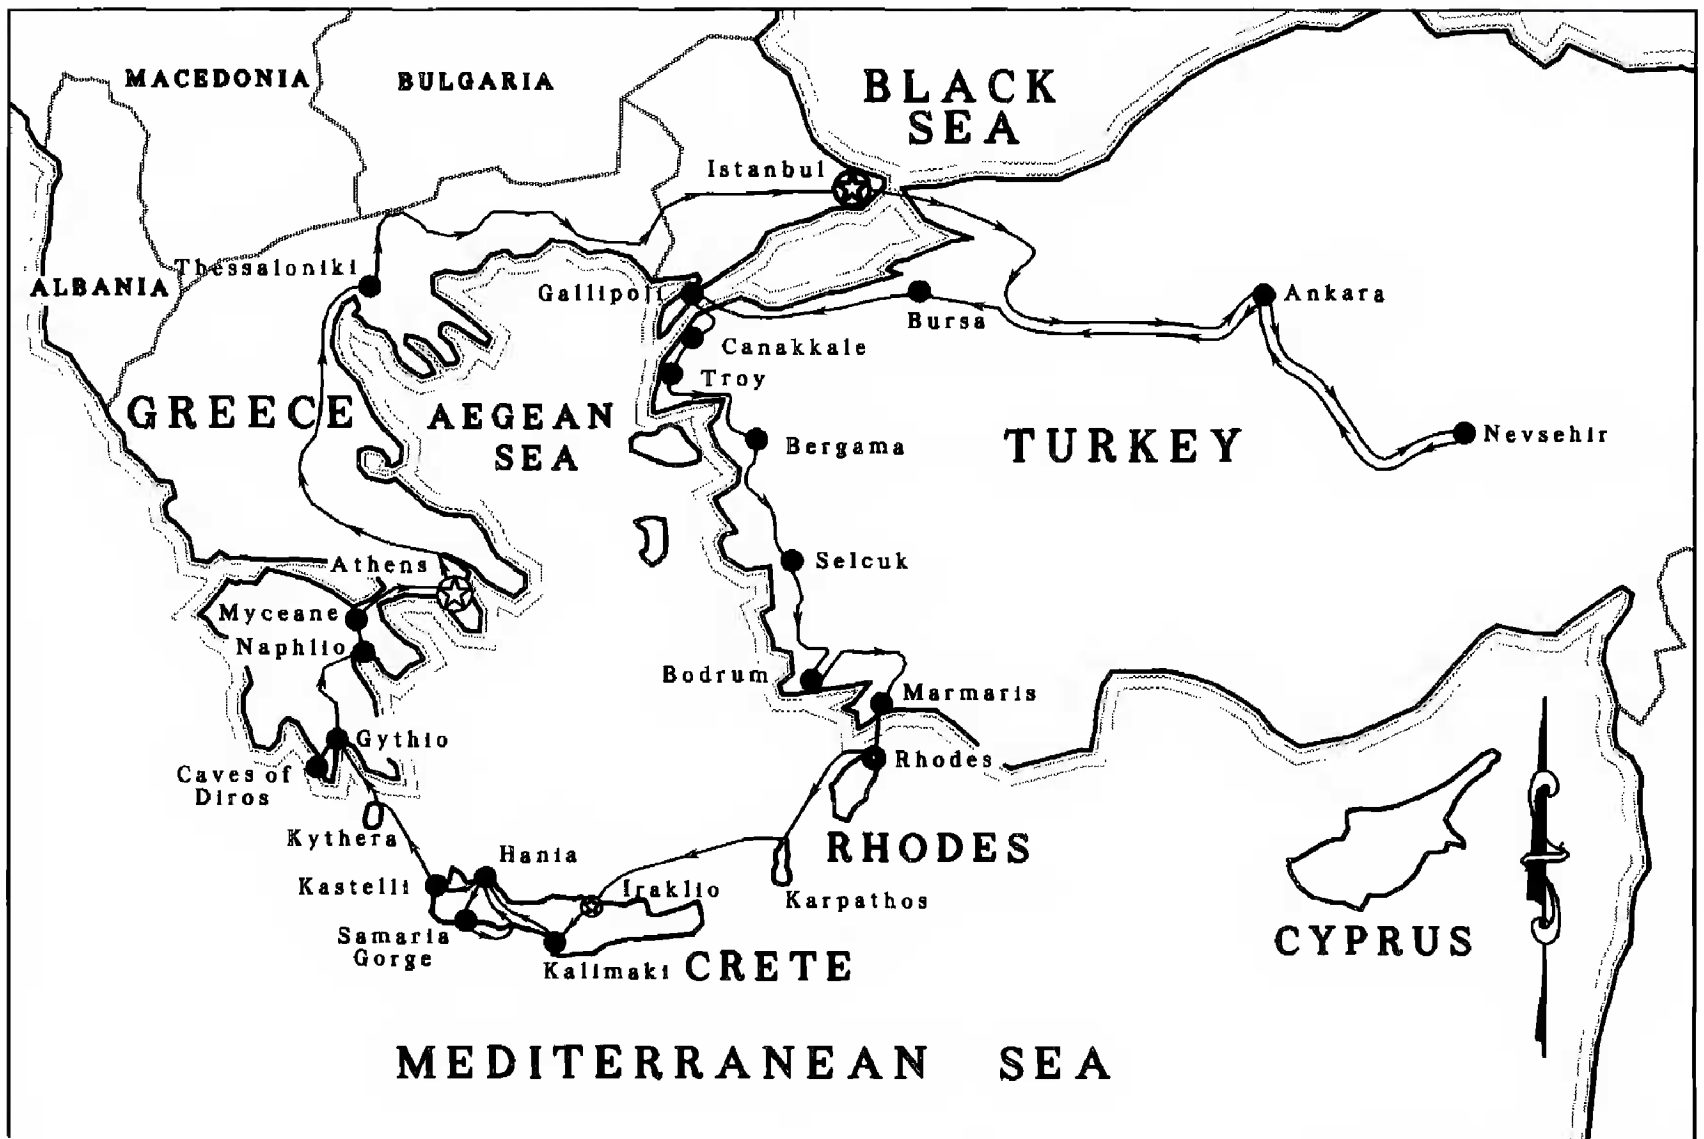 MACEDONIA
BULGARIA
BLACK
SEA
Istanbul
ALBANIA
Thessaloniki
Gallipoli
Bursa
Ankara
Canakkale
Troy
GREECE
AEGEAN
SEA
Bergama
TURKEY
Nevsehir
Athens
Selcuk
Myceane
Naphlio
Bodrum
Marmaris
Gythio
Rhodes
Caves of
Diros
Kythera
RHODES
Hania
Kastelli
Iraklio
Karpathos
Samaria
Gorge
Kalimaki
CRETE
CYPRUS
MEDITERRANEAN SEA